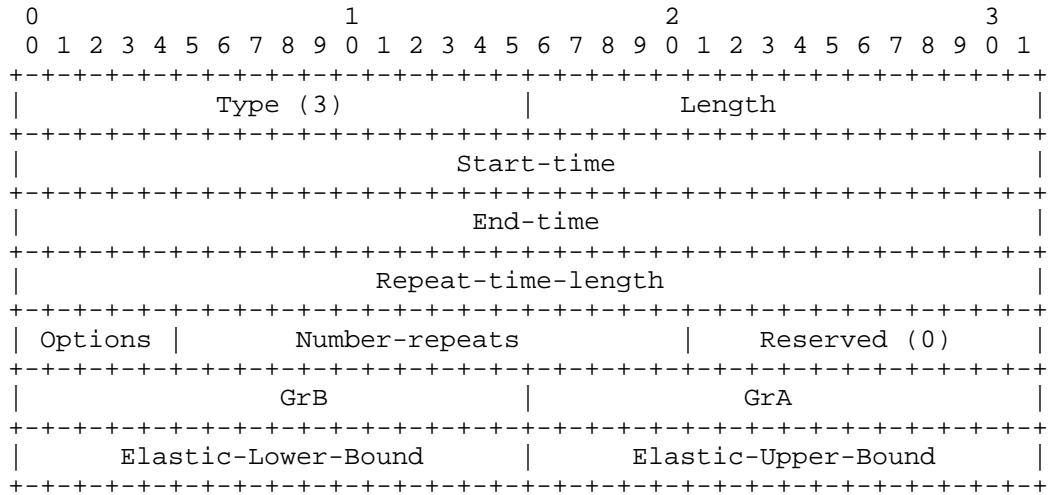 0                   1                   2                   3
 0 1 2 3 4 5 6 7 8 9 0 1 2 3 4 5 6 7 8 9 0 1 2 3 4 5 6 7 8 9 0 1
+-+-+-+-+-+-+-+-+-+-+-+-+-+-+-+-+-+-+-+-+-+-+-+-+-+-+-+-+-+-+-+-+
|            Type (3)           |         Length                |
+-+-+-+-+-+-+-+-+-+-+-+-+-+-+-+-+-+-+-+-+-+-+-+-+-+-+-+-+-+-+-+-+
|                           Start-time                          |
+-+-+-+-+-+-+-+-+-+-+-+-+-+-+-+-+-+-+-+-+-+-+-+-+-+-+-+-+-+-+-+-+
|                            End-time                           |
+-+-+-+-+-+-+-+-+-+-+-+-+-+-+-+-+-+-+-+-+-+-+-+-+-+-+-+-+-+-+-+-+
|                      Repeat-time-length                       |
+-+-+-+-+-+-+-+-+-+-+-+-+-+-+-+-+-+-+-+-+-+-+-+-+-+-+-+-+-+-+-+-+
| Options |       Number-repeats          |    Reserved (0)     |
+-+-+-+-+-+-+-+-+-+-+-+-+-+-+-+-+-+-+-+-+-+-+-+-+-+-+-+-+-+-+-+-+
|                GrB            |             GrA               |
+-+-+-+-+-+-+-+-+-+-+-+-+-+-+-+-+-+-+-+-+-+-+-+-+-+-+-+-+-+-+-+-+
|      Elastic-Lower-Bound      |      Elastic-Upper-Bound      |
+-+-+-+-+-+-+-+-+-+-+-+-+-+-+-+-+-+-+-+-+-+-+-+-+-+-+-+-+-+-+-+-+